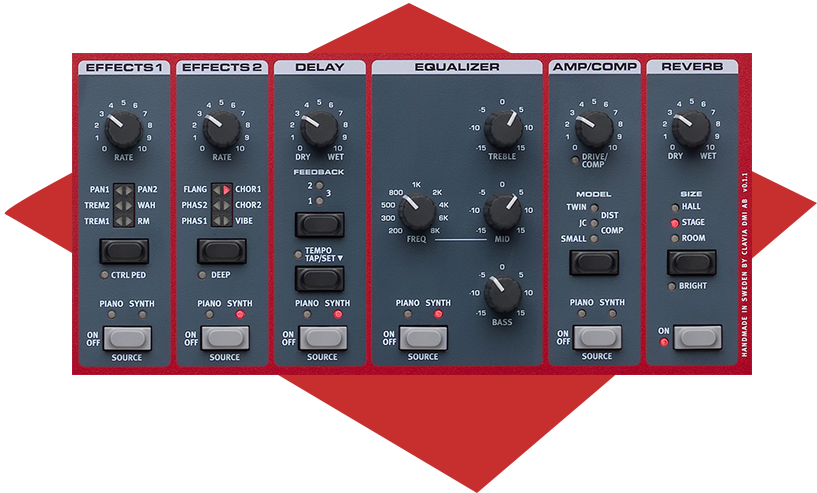 EFFECTS 1
4 5 6
3 7
2 8
1 9
0 10
RATE
PAN1 PAN2
TREM2 WAH
TREM1 RM
CTRL PED
PIANO SYNTH
ON
OFF
SOURCE
EFFECTS 2
4 5 6
3 7
2 8
1 9
0 10
RATE
FLANG CHOR1
PHAS2 CHOR2
PHAS1 VIBE
DEEP
PIANO SYNTH
ON
OFF
SOURCE
DELAY
4 5 6
3 7
2 8
1 9
0 10
DRY WET
FEEDBACK
2
3
1
TEMPO
TAP/SET ▼
PIANO SYNTH
ON
OFF
SOURCE
EQUALIZER
0
-5 5
-10 10
-15 15
TREBLE
1K
800 2K
500 4K
300 6K
200 8K
FREQ
0
-5 5
-10 10
-15 15
MID
0
-5 5
-10 10
-15 15
BASS
PIANO SYNTH
ON
OFF
SOURCE
AMP/COMP
4 5 6
3 7
2 8
1 9
0 10
DRIVE/
COMP
MODEL
TWIN
DIST
JC
COMP
SMALL
PIANO SYNTH
ON
OFF
SOURCE
REVERB
4 5 6
3 7
2 8
1 9
0 10
DRY WET
SIZE
HALL
STAGE
ROOM
BRIGHT
ON
HANDMADE IN SWEDEN BY CLAVIA DMI AB v0.1.1